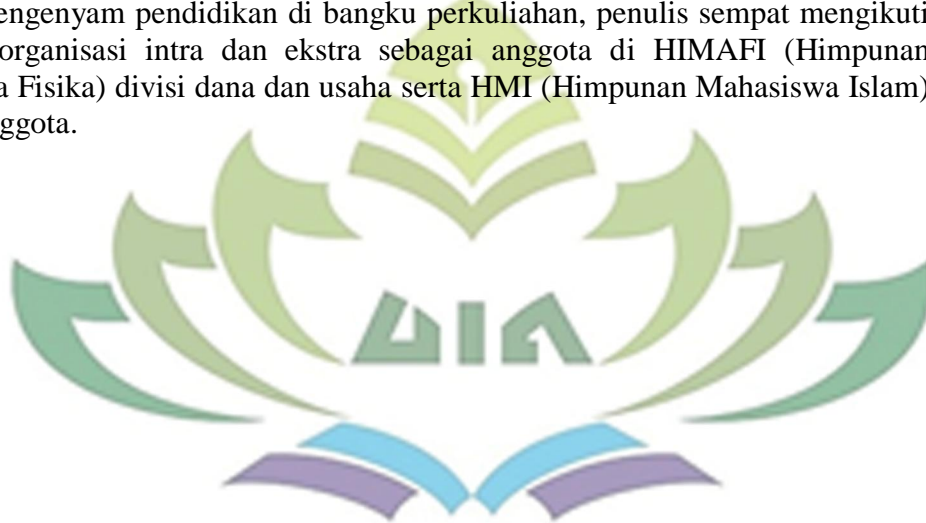 engenyam pendidikan di bangku perkuliahan, penulis sempat mengikuti
organisasi intra dan ekstra sebagai anggota di HIMAFI (Himpunan
a Fisika) divisi dana dan usaha serta HMI (Himpunan Mahasiswa Islam)
ggota.
UIN